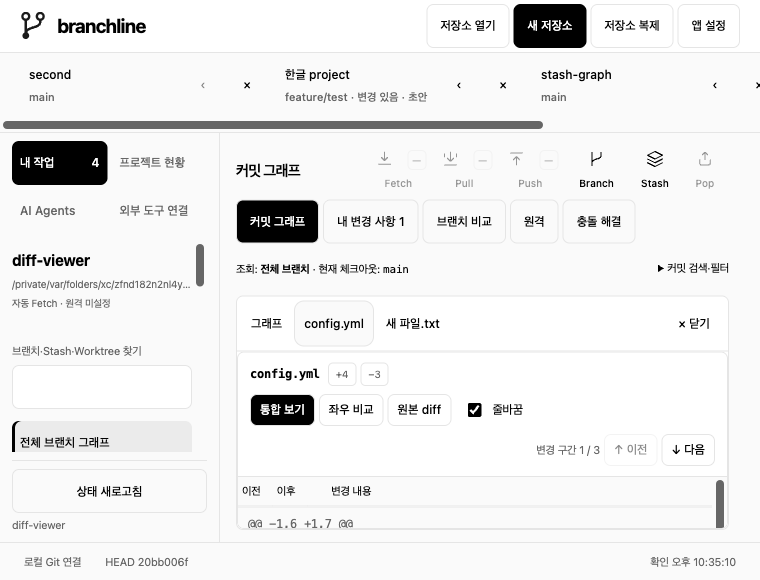 branchline
저장소 열기
새 저장소
저장소 복제
앱 설정
second
main
‹
×
한글 project
feature/test · 변경 있음 · 초안
‹
×
stash-graph
main
‹
×
내 작업 4
프로젝트 현황
AI Agents
외부 도구 연결
diff-viewer
/private/var/folders/xc/zfnd182n2nl4y...
자동 Fetch · 원격 미설정
브랜치·Stash·Worktree 찾기
전체 브랜치 그래프
상태 새로고침
diff-viewer
커밋 그래프
Fetch
Pull
Push
Branch
Stash
Pop
커밋 그래프
내 변경 사항 1
브랜치 비교
원격
충돌 해결
조회: 전체 브랜치 · 현재 체크아웃: main
▶ 커밋 검색·필터
그래프
config.yml
새 파일.txt
× 닫기
config.yml +4 −3
통합 보기
좌우 비교
원본 diff
줄바꿈
변경 구간 1 / 3
↑ 이전
↓ 다음
이전 이후 변경 내용
@@ −1,6 +1,7 @@
로컬 Git 연결
HEAD 20bb006f
확인 오후 10:35:10